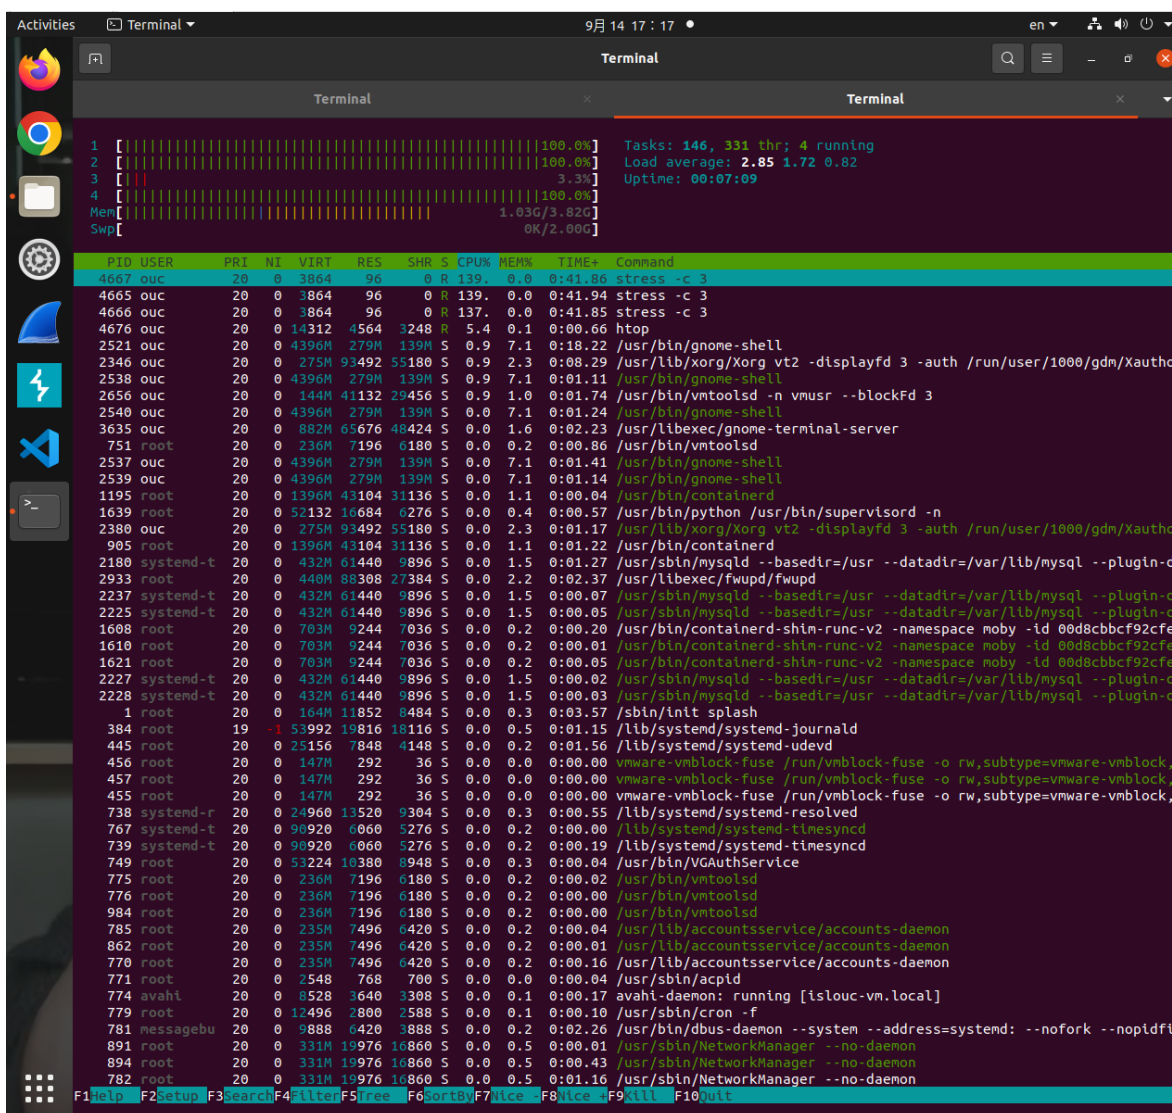 Activities Terminal 9月 14 17：17 en
Terminal
Terminal Terminal
1 [||||||||||||||||||||||||||||||||||||||||||100.0%] Tasks: 146, 331 thr; 4 running
2 [||||||||||||||||||||||||||||||||||||||||||100.0%] Load average: 2.85 1.72 0.82
3 [||| 3.3%] Uptime: 00:07:09
4 [||||||||||||||||||||||||||||||||||||||||||100.0%]
Mem[||||||||||||||||||||||||||||||| 1.03G/3.82G]
Swp[ 0K/2.00G]
PID USER PRI NI VIRT RES SHR S CPU% MEM% TIME+ Command
4667 ouc 20 0 3864 96 0 R 139. 0.0 0:41.86 stress -c 3
4665 ouc 20 0 3864 96 0 R 139. 0.0 0:41.94 stress -c 3
4666 ouc 20 0 3864 96 0 R 137. 0.0 0:41.85 stress -c 3
4676 ouc 20 0 14312 4564 3248 R 5.4 0.1 0:00.66 htop
2521 ouc 20 0 4396M 279M 139M S 0.9 7.1 0:18.22 /usr/bin/gnome-shell
2346 ouc 20 0 275M 93492 55180 S 0.9 2.3 0:08.29 /usr/lib/xorg/Xorg vt2 -displayfd 3 -auth /run/user/1000/gdm/Xautho
2538 ouc 20 0 4396M 279M 139M S 0.9 7.1 0:01.11 /usr/bin/gnome-shell
2656 ouc 20 0 144M 41132 29456 S 0.9 1.0 0:01.74 /usr/bin/vmtoolsd -n vmusr --blockFd 3
2540 ouc 20 0 4396M 279M 139M S 0.0 7.1 0:01.24 /usr/bin/gnome-shell
3635 ouc 20 0 882M 65676 48424 S 0.0 1.6 0:02.23 /usr/libexec/gnome-terminal-server
751 root 20 0 236M 7196 6180 S 0.0 0.2 0:00.86 /usr/bin/vmtoolsd
2537 ouc 20 0 4396M 279M 139M S 0.0 7.1 0:01.41 /usr/bin/gnome-shell
2539 ouc 20 0 4396M 279M 139M S 0.0 7.1 0:01.14 /usr/bin/gnome-shell
1195 root 20 0 1396M 43104 31136 S 0.0 1.1 0:00.04 /usr/bin/containerd
1639 root 20 0 52132 16684 6276 S 0.0 0.4 0:00.57 /usr/bin/python /usr/bin/supervisord -n
2380 ouc 20 0 275M 93492 55180 S 0.0 2.3 0:01.17 /usr/lib/xorg/Xorg vt2 -displayfd 3 -auth /run/user/1000/gdm/Xautho
905 root 20 0 1396M 43104 31136 S 0.0 1.1 0:01.22 /usr/bin/containerd
2180 systemd-t 20 0 432M 61440 9896 S 0.0 1.5 0:01.27 /usr/sbin/mysqld --basedir=/usr --datadir=/var/lib/mysql --plugin-d
2933 root 20 0 440M 88308 27384 S 0.0 2.2 0:02.37 /usr/libexec/fwupd/fwupd
2237 systemd-t 20 0 432M 61440 9896 S 0.0 1.5 0:00.07 /usr/sbin/mysqld --basedir=/usr --datadir=/var/lib/mysql --plugin-d
2225 systemd-t 20 0 432M 61440 9896 S 0.0 1.5 0:00.05 /usr/sbin/mysqld --basedir=/usr --datadir=/var/lib/mysql --plugin-d
1608 root 20 0 703M 9244 7036 S 0.0 0.2 0:00.20 /usr/bin/containerd-shim-runc-v2 -namespace moby -id 00d8cbbcf92cfe
1610 root 20 0 703M 9244 7036 S 0.0 0.2 0:00.01 /usr/bin/containerd-shim-runc-v2 -namespace moby -id 00d8cbbcf92cfe
1621 root 20 0 703M 9244 7036 S 0.0 0.2 0:00.05 /usr/bin/containerd-shim-runc-v2 -namespace moby -id 00d8cbbcf92cfe
2227 systemd-t 20 0 432M 61440 9896 S 0.0 1.5 0:00.02 /usr/sbin/mysqld --basedir=/usr --datadir=/var/lib/mysql --plugin-d
2228 systemd-t 20 0 432M 61440 9896 S 0.0 1.5 0:00.03 /usr/sbin/mysqld --basedir=/usr --datadir=/var/lib/mysql --plugin-d
1 root 20 0 164M 11852 8484 S 0.0 0.3 0:03.57 /sbin/init splash
384 root 19 -1 53992 19816 18116 S 0.0 0.5 0:01.15 /lib/systemd/systemd-journald
445 root 20 0 25156 7848 4148 S 0.0 0.2 0:01.56 /lib/systemd/systemd-udevd
456 root 20 0 147M 292 36 S 0.0 0.0 0:00.00 vmware-vmblock-fuse /run/vmblock-fuse -o rw,subtype=vmware-vmblock,
457 root 20 0 147M 292 36 S 0.0 0.0 0:00.00 vmware-vmblock-fuse /run/vmblock-fuse -o rw,subtype=vmware-vmblock,
455 root 20 0 147M 292 36 S 0.0 0.0 0:00.00 vmware-vmblock-fuse /run/vmblock-fuse -o rw,subtype=vmware-vmblock,
738 systemd-r 20 0 24960 13520 9304 S 0.0 0.3 0:00.55 /lib/systemd/systemd-resolved
767 systemd-t 20 0 90920 6060 5276 S 0.0 0.2 0:00.00 /lib/systemd/systemd-timesyncd
739 systemd-t 20 0 90920 6060 5276 S 0.0 0.2 0:00.19 /lib/systemd/systemd-timesyncd
749 root 20 0 53224 10380 8948 S 0.0 0.3 0:00.04 /usr/bin/VGAuthService
775 root 20 0 236M 7196 6180 S 0.0 0.2 0:00.02 /usr/bin/vmtoolsd
776 root 20 0 236M 7196 6180 S 0.0 0.2 0:00.00 /usr/bin/vmtoolsd
984 root 20 0 236M 7196 6180 S 0.0 0.2 0:00.00 /usr/bin/vmtoolsd
785 root 20 0 235M 7496 6420 S 0.0 0.2 0:00.04 /usr/lib/accountsservice/accounts-daemon
862 root 20 0 235M 7496 6420 S 0.0 0.2 0:00.01 /usr/lib/accountsservice/accounts-daemon
770 root 20 0 235M 7496 6420 S 0.0 0.2 0:00.16 /usr/lib/accountsservice/accounts-daemon
771 root 20 0 2548 768 700 S 0.0 0.0 0:00.04 /usr/sbin/acpid
774 avahi 20 0 8528 3640 3308 S 0.0 0.1 0:00.17 avahi-daemon: running [islouc-vm.local]
779 root 20 0 12496 2800 2588 S 0.0 0.1 0:00.10 /usr/sbin/cron -f
781 messagebu 20 0 9888 6420 3888 S 0.0 0.2 0:02.26 /usr/bin/dbus-daemon --system --address=systemd: --nofork --nopidfi
891 root 20 0 331M 19976 16860 S 0.0 0.5 0:00.01 /usr/sbin/NetworkManager --no-daemon
894 root 20 0 331M 19976 16860 S 0.0 0.5 0:00.43 /usr/sbin/NetworkManager --no-daemon
782 root 20 0 331M 19976 16860 S 0.0 0.5 0:01.16 /usr/sbin/NetworkManager --no-daemon
F1Help F2Setup F3SearchF4FilterF5Tree F6SortByF7Nice -F8Nice +F9Kill F10Quit